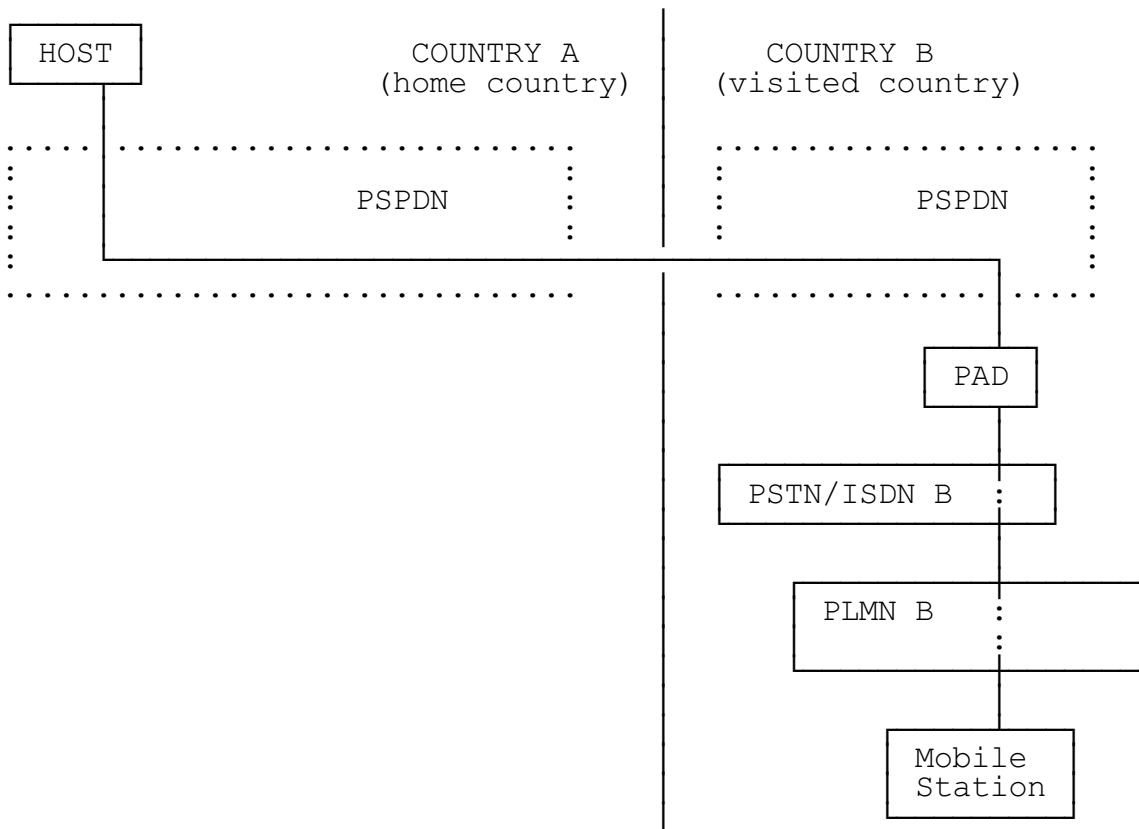 HOST
COUNTRY A
(home country)
COUNTRY B
(visited country)
PSPDN
PSPDN
PAD
PSTN/ISDN B
PLMN B
Mobile
Station